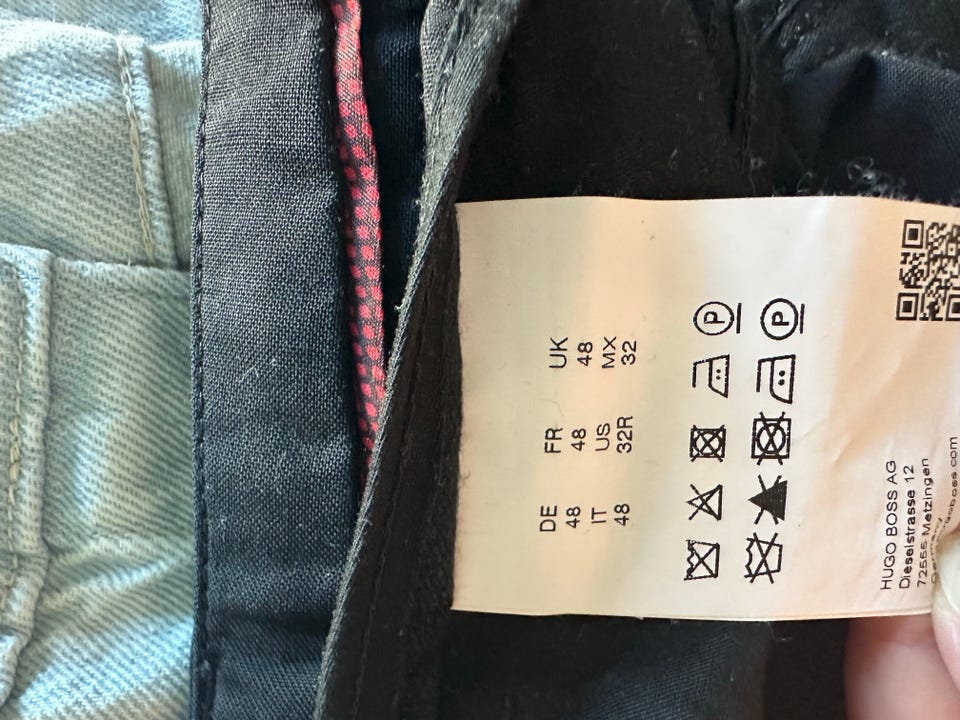 DE FR UK
48 48 48
IT US MX
48 32R 32
P
P
HUGO BOSS AG
Dieselstrasse 12
72555 Metzingen
Germany